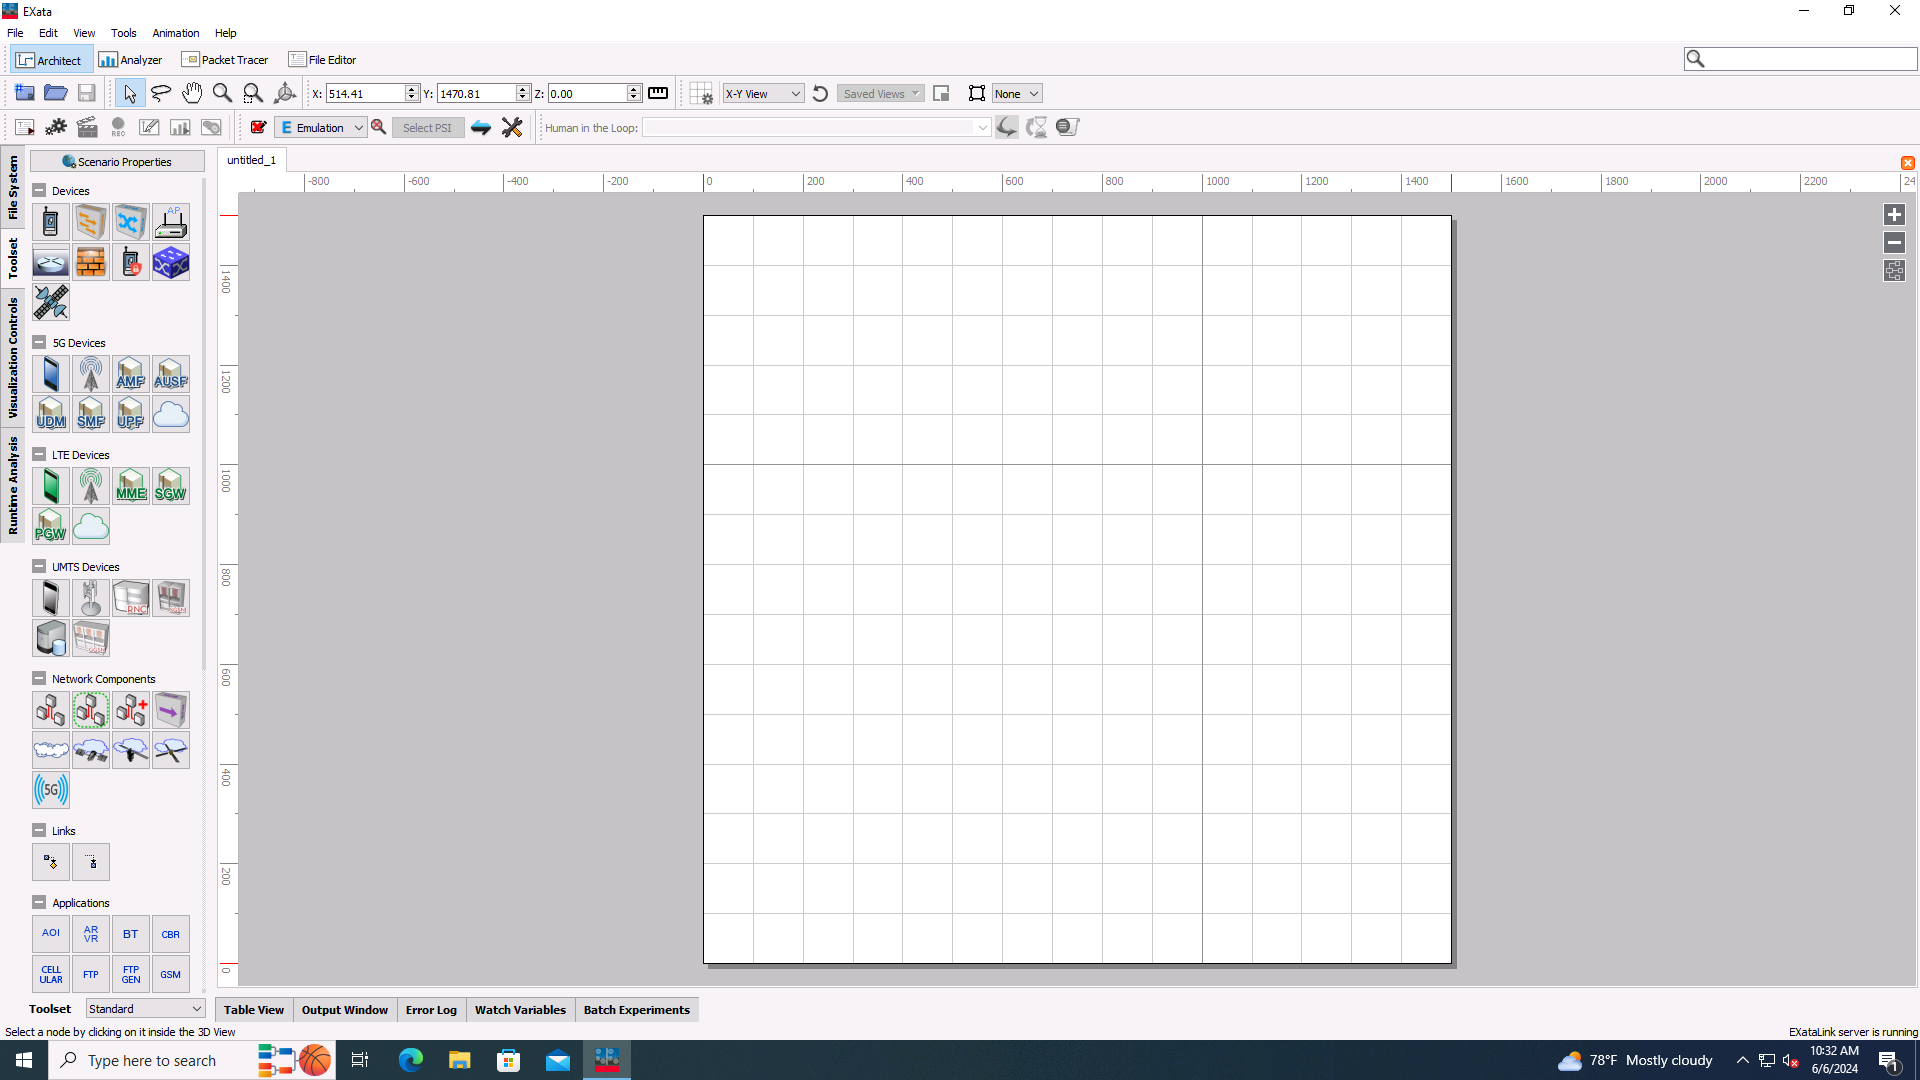 EXata
File Edit View Tools Animation Help
Architect Analyzer Packet Tracer File Editor
X: 514.41 Y: 1470.81 Z: 0.00 X-Y View Saved Views None
REC E Emulation Select PSI Human in the Loop:
File System
Toolset
Visualization Controls
Runtime Analysis
Scenario Properties
untitled_1
-800 -600 -400 -200 0 200 400 600 800 1000 1200 1400 1600 1800 2000 2200 24
1400
1200
1000
800
600
400
200
0
Devices
AP
5G Devices
AMF AUSF
UDM SMF UPF
LTE Devices
MME SGW
PGW
UMTS Devices
RNC SGSN
GGSN
Network Components
5G
Links
Applications
AOI AR VR BT CBR
CELL ULAR FTP FTP GEN GSM
Toolset Standard
Table View Output Window Error Log Watch Variables Batch Experiments
Select a node by clicking on it inside the 3D View
EXataLink server is running
Type here to search
78°F Mostly cloudy
10:32 AM
6/6/2024
1